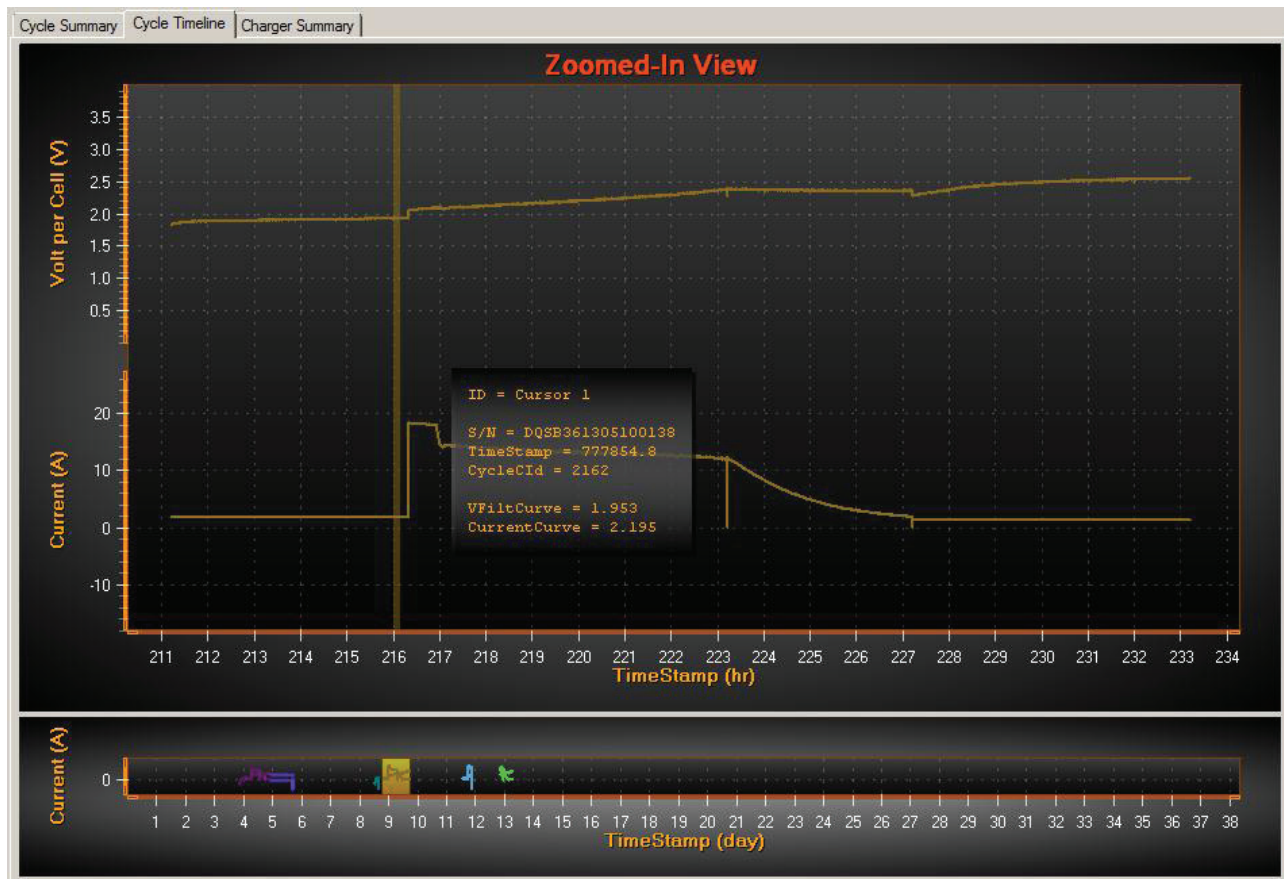 Cycle Summary Cycle Timeline Charger Summary
Zoomed-In View
Volt per Cell (V)
3.5
3.0
2.5
2.0
1.5
1.0
0.5
Current (A)
20
10
0
-10
ID = Cursor 1
S/N = DQSB361305100138
TimeStamp = 777854.8
CycleCId = 2162
VFiltCurve = 1.953
CurrentCurve = 2.195
211 212 213 214 215 216 217 218 219 220 221 222 223 224 225 226 227 228 229 230 231 232 233 234
TimeStamp (hr)
Current (A)
0
1 2 3 4 5 6 7 8 9 10 11 12 13 14 15 16 17 18 19 20 21 22 23 24 25 26 27 28 29 30 31 32 33 34 35 36 37 38
TimeStamp (day)